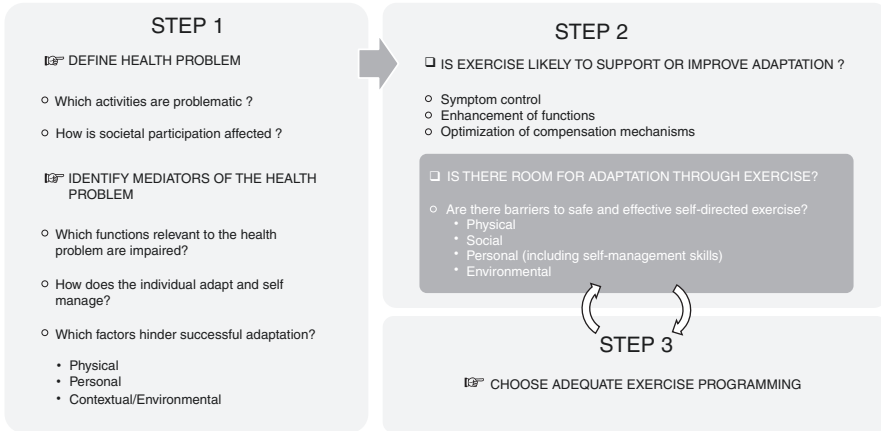 STEP 1
☞ DEFINE HEALTH PROBLEM
○ Which activities are problematic ?
○ How is societal participation affected ?
☞ IDENTIFY MEDIATORS OF THE HEALTH
PROBLEM
○ Which functions relevant to the health
problem are impaired?
○ How does the individual adapt and self
manage?
○ Which factors hinder successful adaptation?
• Physical
• Personal
• Contextual/Environmental
STEP 2
❑ IS EXERCISE LIKELY TO SUPPORT OR IMPROVE ADAPTATION ?
○ Symptom control
○ Enhancement of functions
○ Optimization of compensation mechanisms
❑ IS THERE ROOM FOR ADAPTATION THROUGH EXERCISE?
○ Are there barriers to safe and effective self-directed exercise?
• Physical
• Social
• Personal (including self-management skills)
• Environmental
STEP 3
☞ CHOOSE ADEQUATE EXERCISE PROGRAMMING